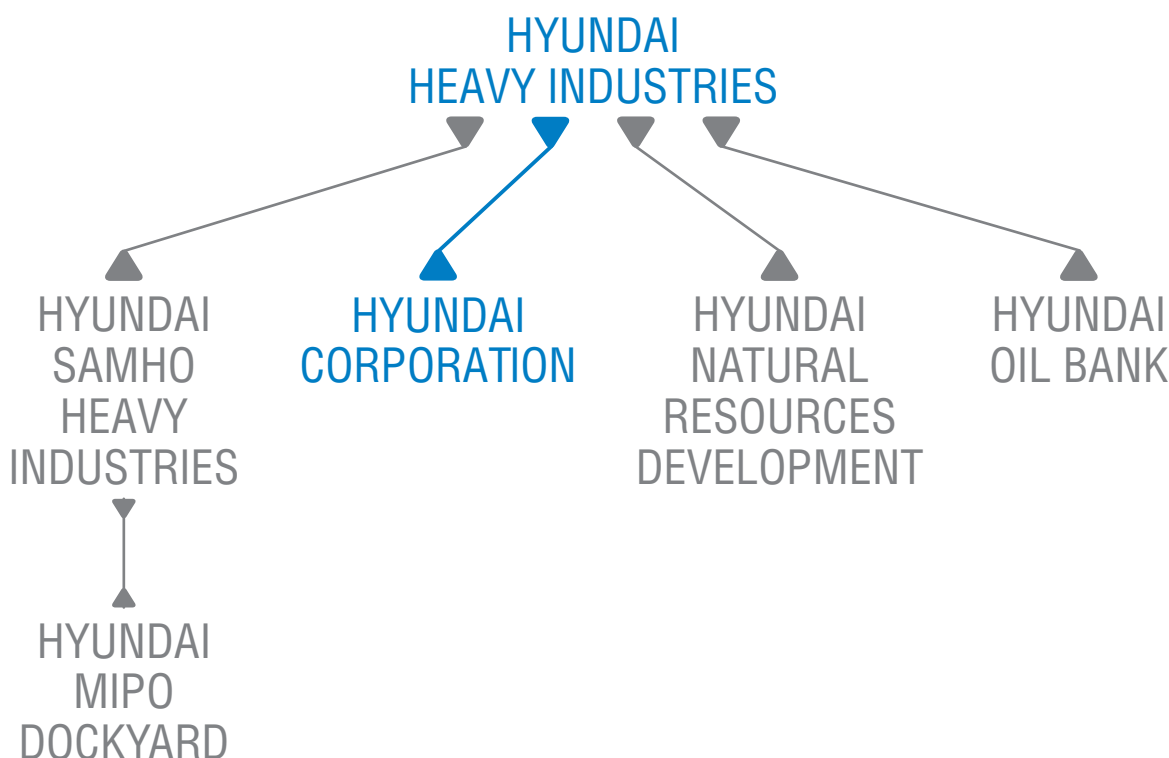 HYUNDAI
HEAVY INDUSTRIES
HYUNDAI
SAMHO
HEAVY
INDUSTRIES
HYUNDAI
CORPORATION
HYUNDAI
NATURAL
RESOURCES
DEVELOPMENT
HYUNDAI
OIL BANK
HYUNDAI
MIPO
DOCKYARD